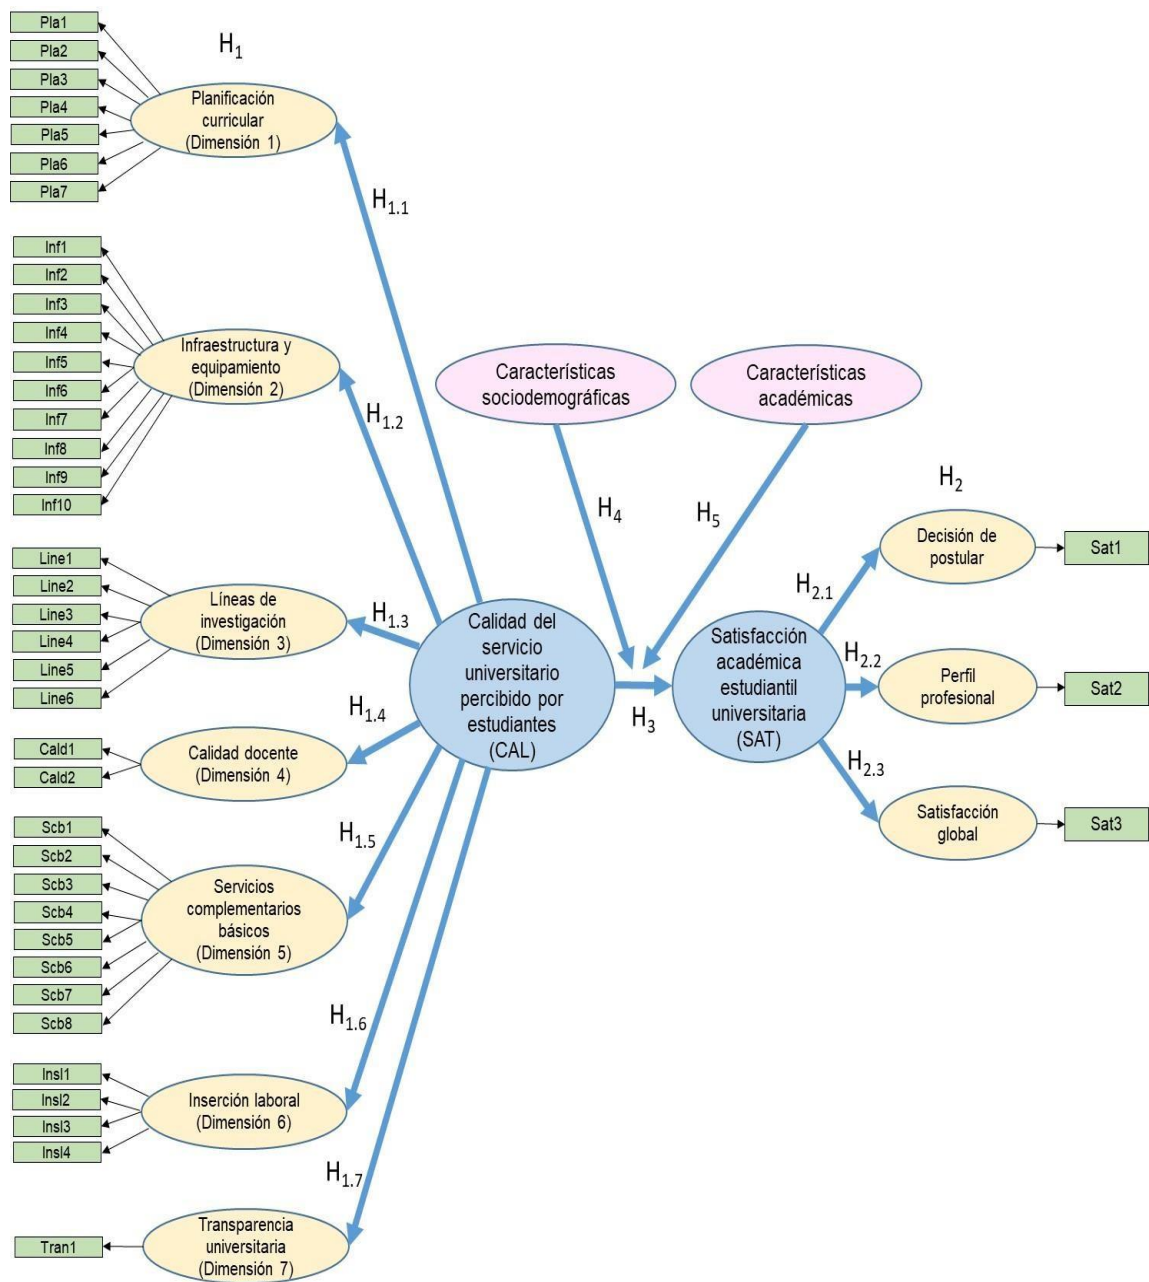 H1
Pla1
Pla2
Pla3
Pla4
Pla5
Pla6
Pla7
Planificación
curricular
(Dimensión 1)
H1.1
Inf1
Inf2
Inf3
Inf4
Inf5
Inf6
Inf7
Inf8
Inf9
Inf10
Infraestructura y
equipamiento
(Dimensión 2)
H1.2
Line1
Line2
Line3
Line4
Line5
Line6
Líneas de
investigación
(Dimensión 3)
H1.3
Cald1
Cald2
Calidad docente
(Dimensión 4)
H1.4
Scb1
Scb2
Scb3
Scb4
Scb5
Scb6
Scb7
Scb8
Servicios
complementarios
básicos
(Dimensión 5)
H1.5
Insl1
Insl2
Insl3
Insl4
Inserción laboral
(Dimensión 6)
H1.6
Tran1
Transparencia
universitaria
(Dimensión 7)
H1.7
Calidad del
servicio
universitario
percibido por
estudiantes
(CAL)
Características
sociodemográficas
H4
Características
académicas
H5
H3
Satisfacción
académica
estudiantil
universitaria
(SAT)
H2
H2.1
Decisión de
postular
Sat1
H2.2
Perfil
profesional
Sat2
H2.3
Satisfacción
global
Sat3